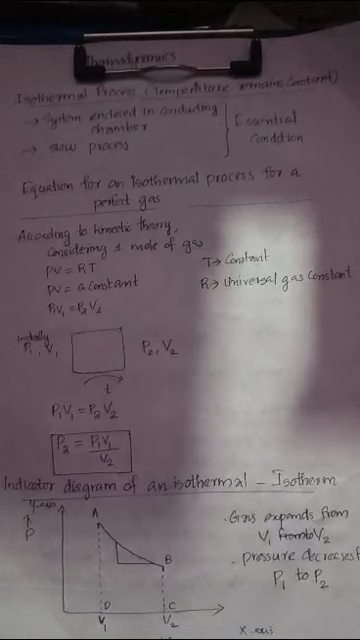 Thermodynamics
Isothermal Process (Temperature remains Constant)
→ System enclosed in conducting
chamber
→ slow process
Essential
Condition
Equation for an isothermal process for a
perfect gas
According to kinetic theory,
Considering 1 mole of gas
PV = RT
PV = a constant
P₁V₁ = P₂V₂
T → Constant
R → Universal gas Constant
Initially
P₁, V₁
P₂, V₂
t
P₁V₁ = P₂V₂
P₂ = P₁V₁
V₂
Indicator diagram of an isothermal - Isotherm
y-axis
↑
P
A
B
D
C
V₁
V₂
x axis
. Gas expands from
V₁ to V₂
. Pressure decreases
P₁ to P₂